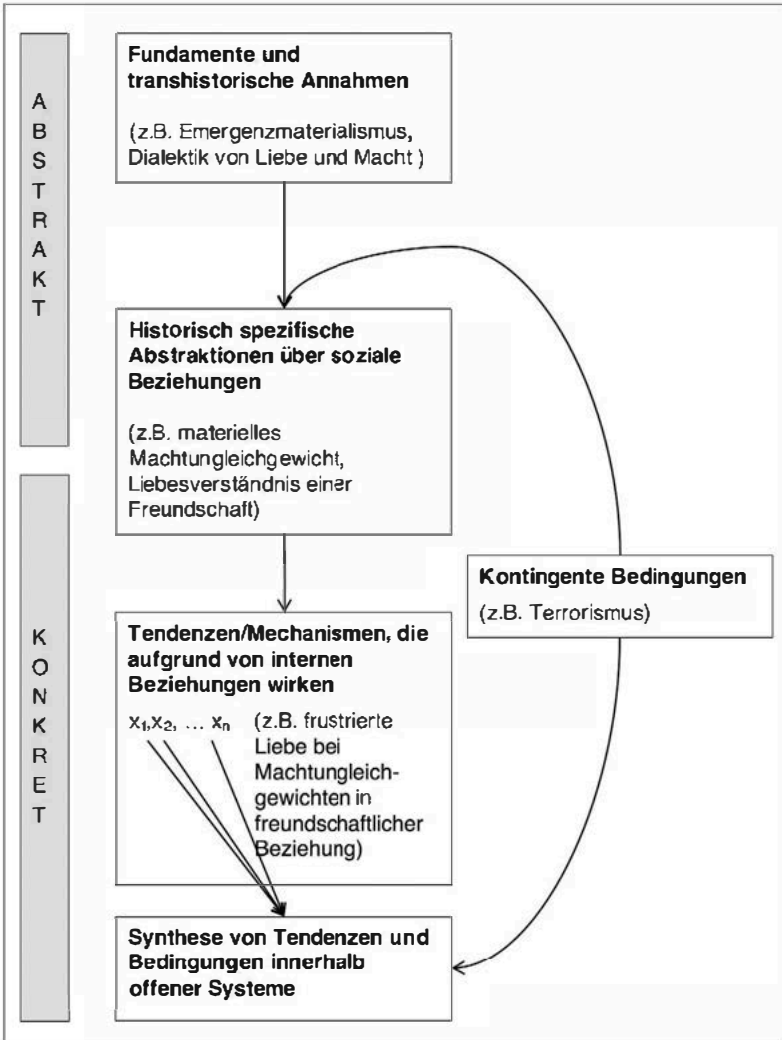 A
B
S
T
R
A
K
T
Fundamente und
transhistorische Annahmen
(z.B. Emergenzmaterialismus,
Dialektik von Liebe und Macht )
Historisch spezifische
Abstraktionen über soziale
Beziehungen
(z.B. materielles
Machtungleichgewicht,
Liebesverständnis einer
Freundschaft)
Kontingente Bedingungen
(z.B. Terrorismus)
K
O
N
K
R
E
T
Tendenzen/Mechanismen, die
aufgrund von internen
Beziehungen wirken
x₁,x₂, ... xₙ (z.B. frustrierte
Liebe bei
Machtungleich-
gewichten in
freundschaftlicher
Beziehung)
Synthese von Tendenzen und
Bedingungen innerhalb
offener Systeme